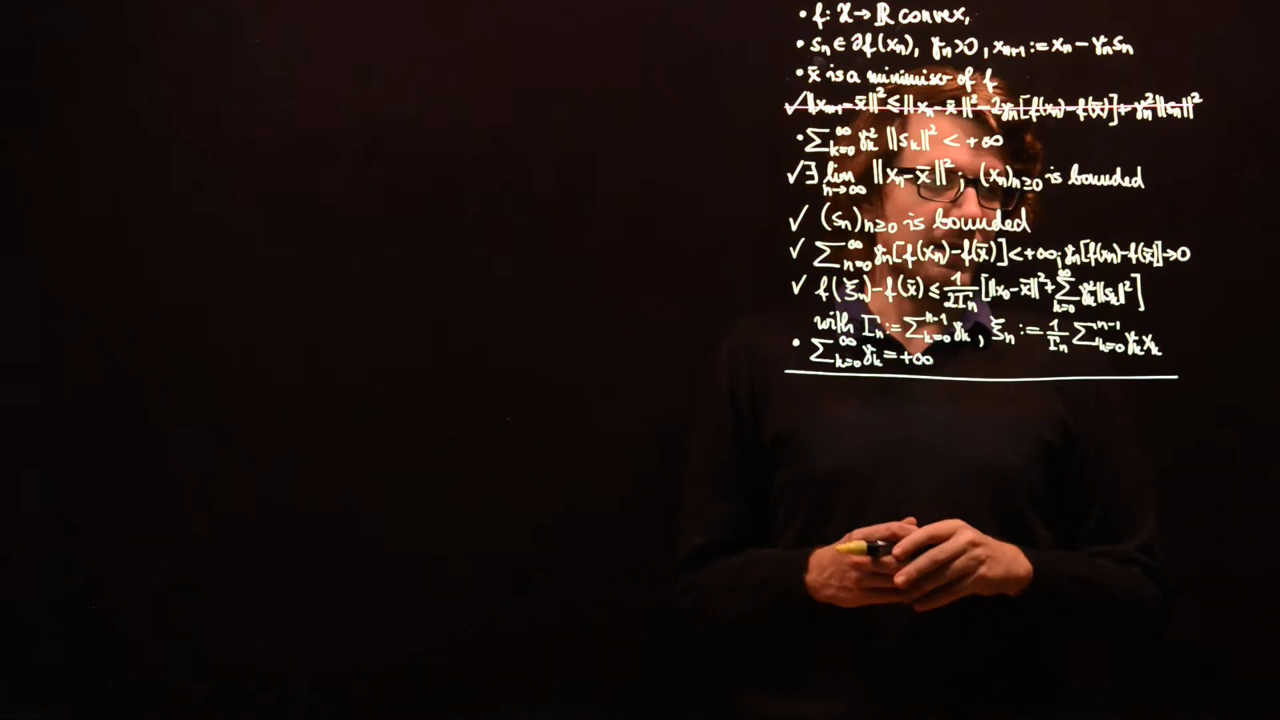 • f: X → ℝ convex,
• sₙ ∈ ∂f(xₙ), γₙ>0, xₙ₊₁ := xₙ − γₙsₙ
• x̄ is a minimiser of f
✓ ‖xₙ₊₁−x̄‖² ≤ ‖xₙ−x̄‖² − 2γₙ[f(xₙ)−f(x̄)] + γₙ²‖sₙ‖²
• ∑_{k=0}^{∞} γₖ² ‖sₖ‖² < +∞
✓ ∃ lim_{n→∞} ‖xₙ−x̄‖²; (xₙ)_{n≥0} is bounded
✓ (sₙ)_{n≥0} is bounded
✓ ∑_{n=0}^{∞} γₙ[f(xₙ)−f(x̄)] < +∞; γₙ[f(xₙ)−f(x̄)]→0
✓ f(ξₙ)−f(x̄) ≤ 1/(2Γₙ) [‖x₀−x̄‖² + ∑_{k=0}^{∞} γₖ²‖sₖ‖²]
with Γₙ := ∑_{k=0}^{n-1} γₖ, ξₙ := 1/Γₙ ∑_{k=0}^{n-1} γₖxₖ
• ∑_{k=0}^{∞} γₖ = +∞